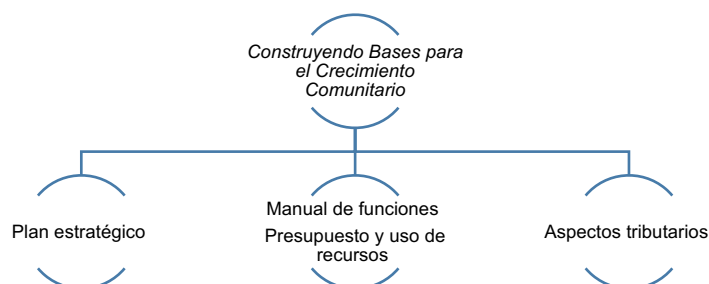 Construyendo Bases para
el Crecimiento
Comunitario
Plan estratégico
Manual de funciones
Presupuesto y uso de
recursos
Aspectos tributarios